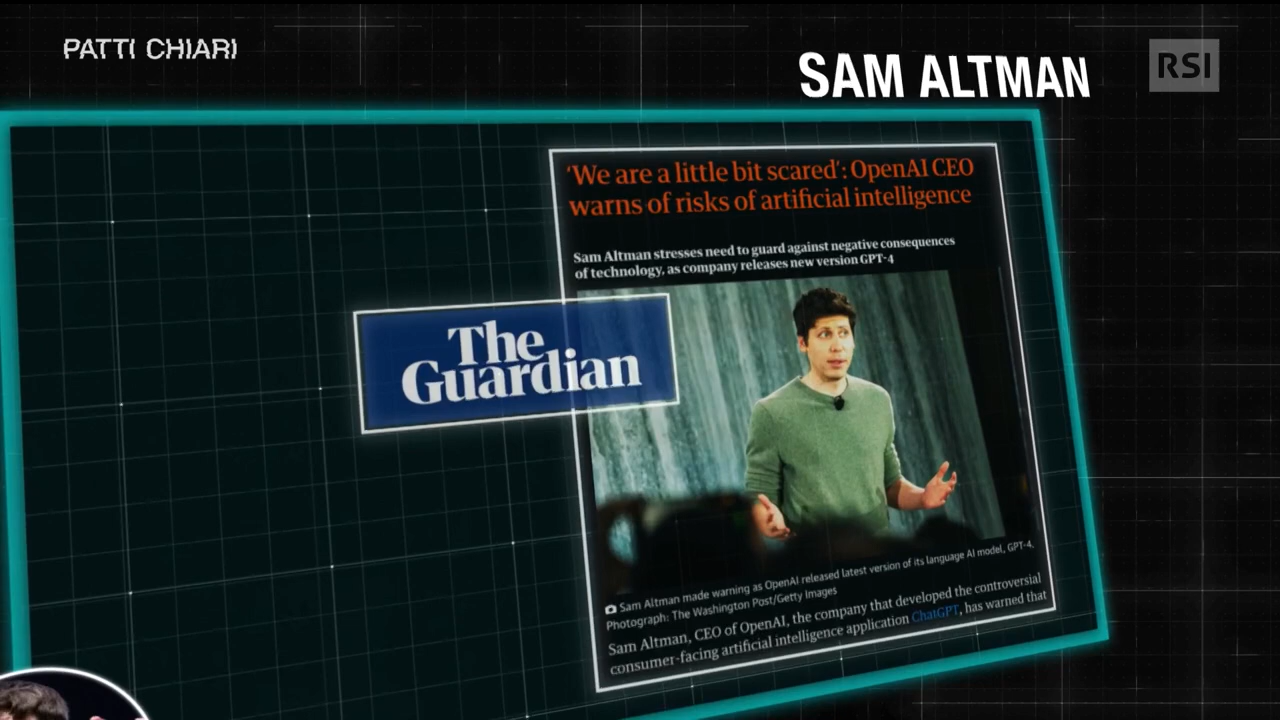 PATTI CHIARI
SAM ALTMAN
RSI
'We are a little bit scared': OpenAI CEO
warns of risks of artificial intelligence
Sam Altman stresses need to guard against negative consequences
of technology, as company releases new version GPT-4
The
Guardian
Sam Altman made warning as OpenAI released latest version of its language AI model, GPT-4.
Photograph: The Washington Post/Getty Images
Sam Altman, CEO of OpenAI, the company that developed the controversial
consumer-facing artificial intelligence application ChatGPT, has warned that